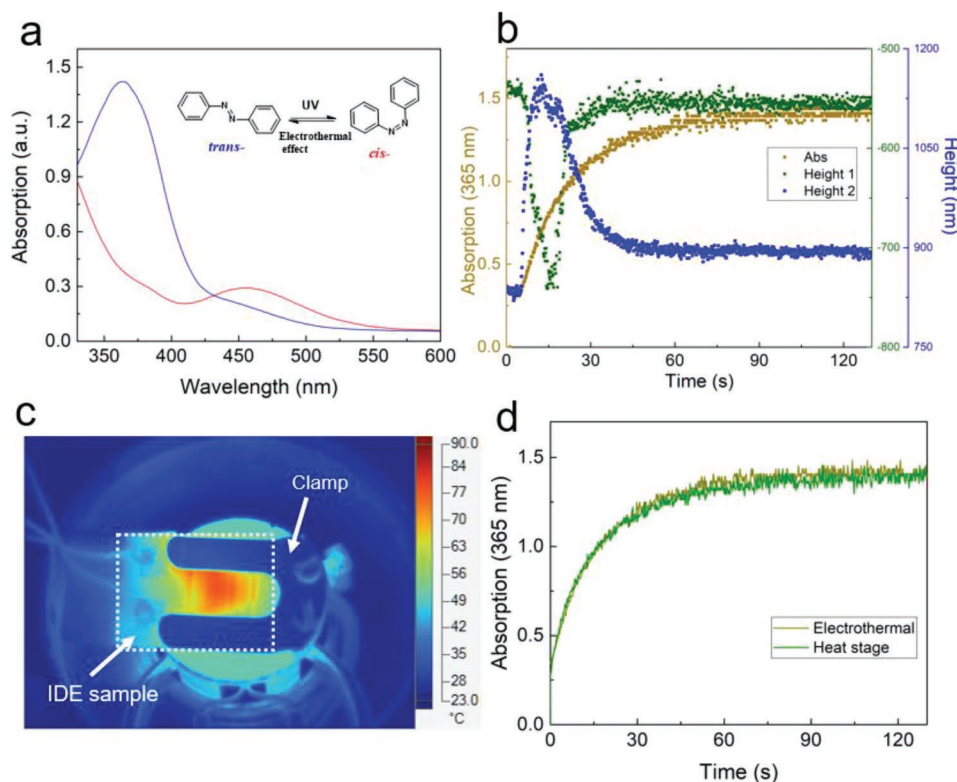 a
Absorption (a.u.)
1.5
1.2
0.9
0.6
0.3
0.0
350
400
450
500
550
600
Wavelength (nm)
N
N
trans-
UV
Electrothermal
effect
N
N
cis-
b
Absorption (365 nm)
1.5
1.0
0.5
0.0
0
30
60
90
120
Time (s)
Abs
Height 1
Height 2
-500
-600
-700
-800
1200
1050
900
750
Height (nm)
c
Clamp
IDE sample
90.0
84
77
70
63
56
49
42
35
28
23.0
°C
d
Absorption (365 nm)
1.5
1.0
0.5
0.0
0
30
60
90
120
Time (s)
Electrothermal
Heat stage